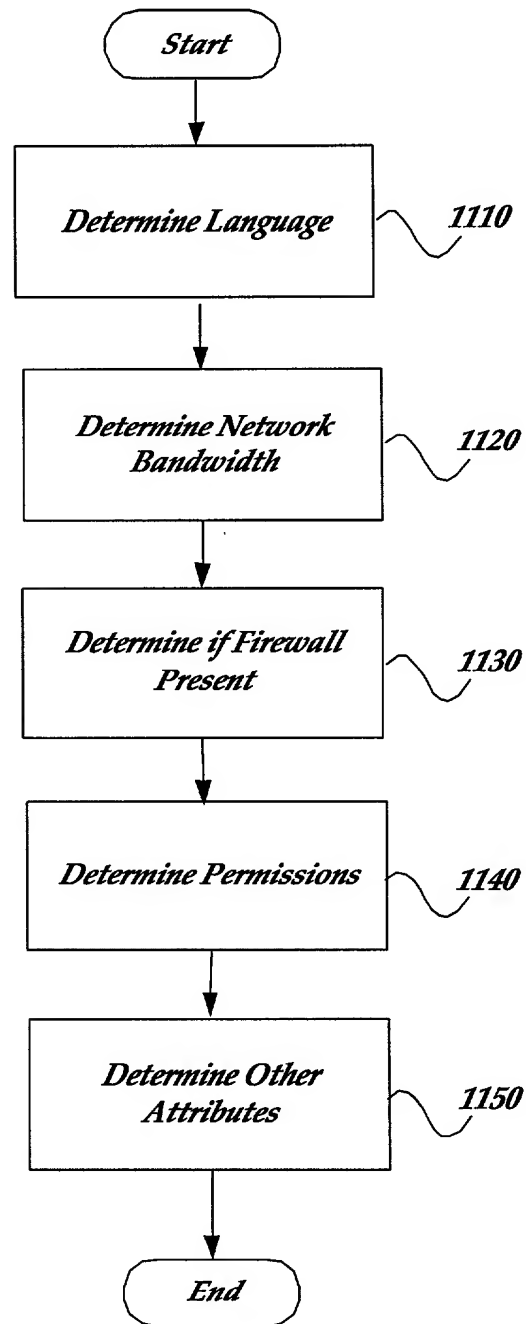 Start
Determine Language
1110
Determine Network
Bandwidth
1120
Determine if Firewall
Present
1130
Determine Permissions
1140
Determine Other
Attributes
1150
End